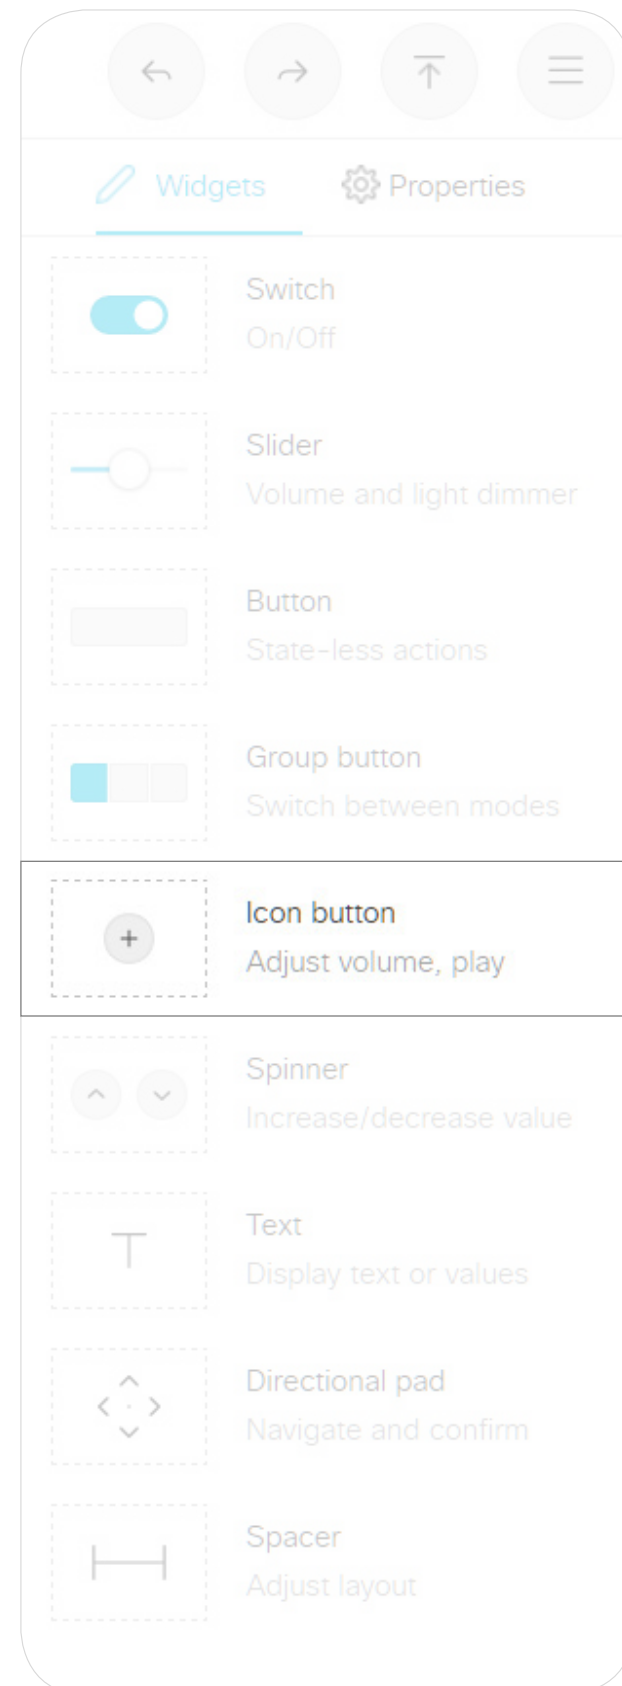 Widgets
Properties
Switch
On/Off
Slider
Volume and light dimmer
Button
State-less actions
Group button
Switch between modes
Icon button
Adjust volume, play
Spinner
Increase/decrease value
Text
Display text or values
Directional pad
Navigate and confirm
Spacer
Adjust layout